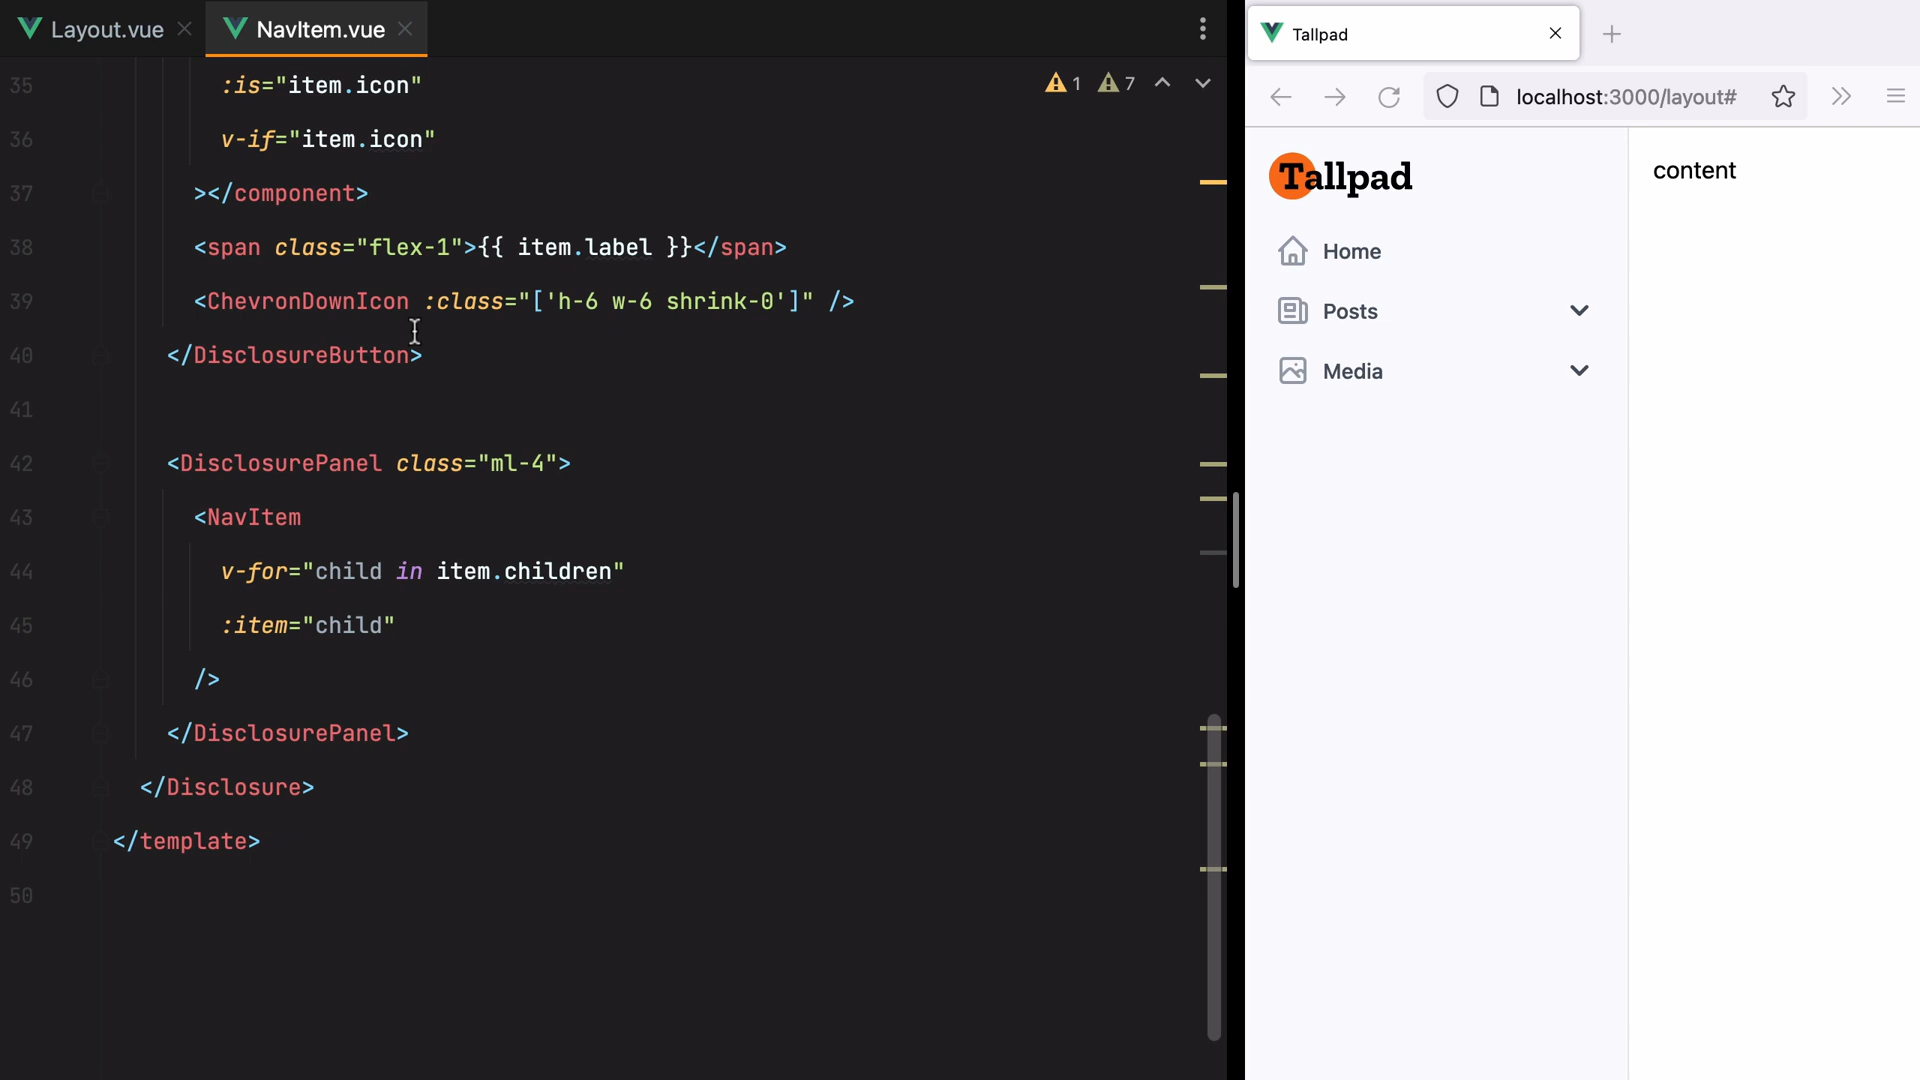 Layout.vue
NavItem.vue
1
7
35 :is="item.icon"
36 v-if="item.icon"
37 ></component>
38 <span class="flex-1">{{ item.label }}</span>
39 <ChevronDownIcon :class="['h-6 w-6 shrink-0']" />
40 </DisclosureButton>
41
42 <DisclosurePanel class="ml-4">
43 <NavItem
44 v-for="child in item.children"
45 :item="child"
46 />
47 </DisclosurePanel>
48 </Disclosure>
49 </template>
50
Tallpad
localhost:3000/layout#
Tallpad
content
Home
Posts
Media